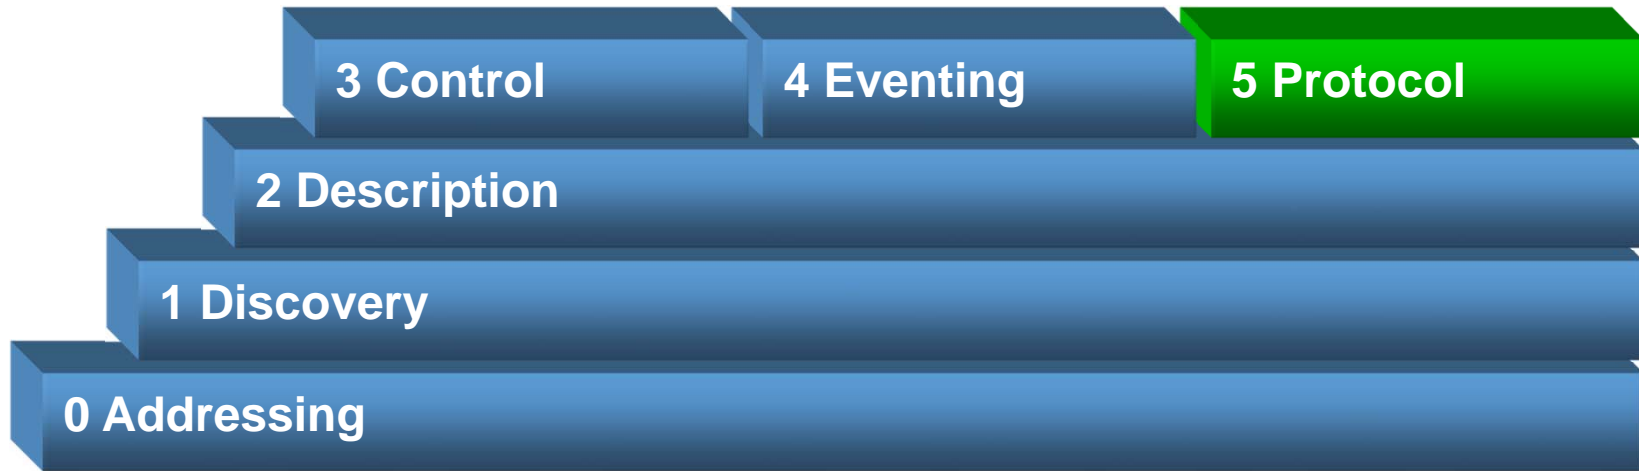 3 Control
4 Eventing
5 Protocol
2 Description
1 Discovery
0 Addressing